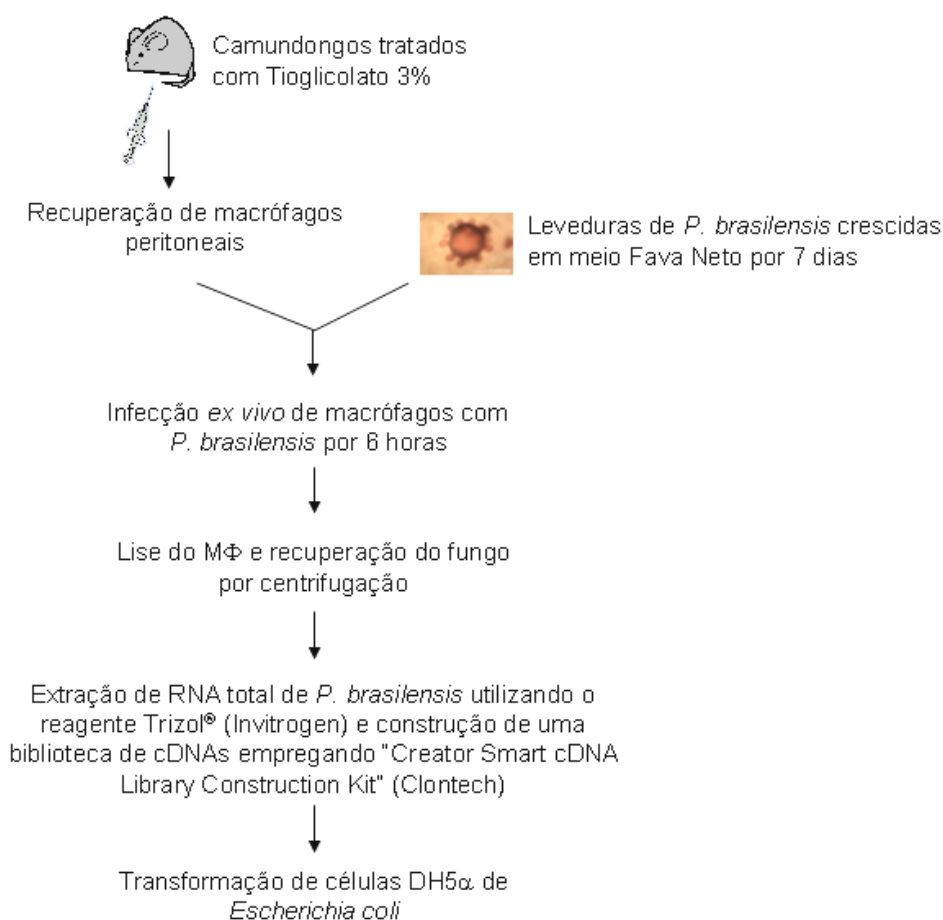 Camundongos tratados
com Tioglicolato 3%
Recuperação de macrófagos
peritoneais
Leveduras de P. brasilensis crescidas
em meio Fava Neto por 7 dias
Infecção ex vivo de macrófagos com
P. brasilensis por 6 horas
Lise do MΦ e recuperação do fungo
por centrifugação
Extração de RNA total de P. brasilensis utilizando o
reagente Trizol® (Invitrogen) e construção de uma
biblioteca de cDNAs empregando "Creator Smart cDNA
Library Construction Kit" (Clontech)
Transformação de células DH5α de
Escherichia coli